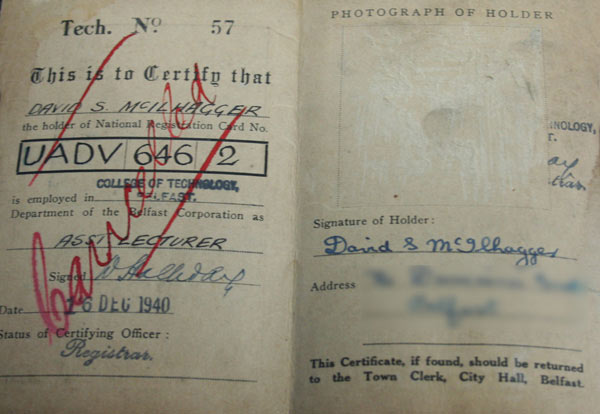 Tech. No. 57
This is to Certify that
DAVID S. McILHAGGER
the holder of National Registration Card No.
UADV 646 2
COLLEGE OF TECHNOLOGY,
is employed in BELFAST.
Department of the Belfast Corporation as
ASST LECTURER
Signed
Date 16 DEC 1940
Status of Certifying Officer :
Registrar.
Cancelled
PHOTOGRAPH OF HOLDER
NOLOGY,
T.
Signature of Holder :
David S McIlhagger
Address
This Certificate, if found, should be returned
to the Town Clerk, City Hall, Belfast.